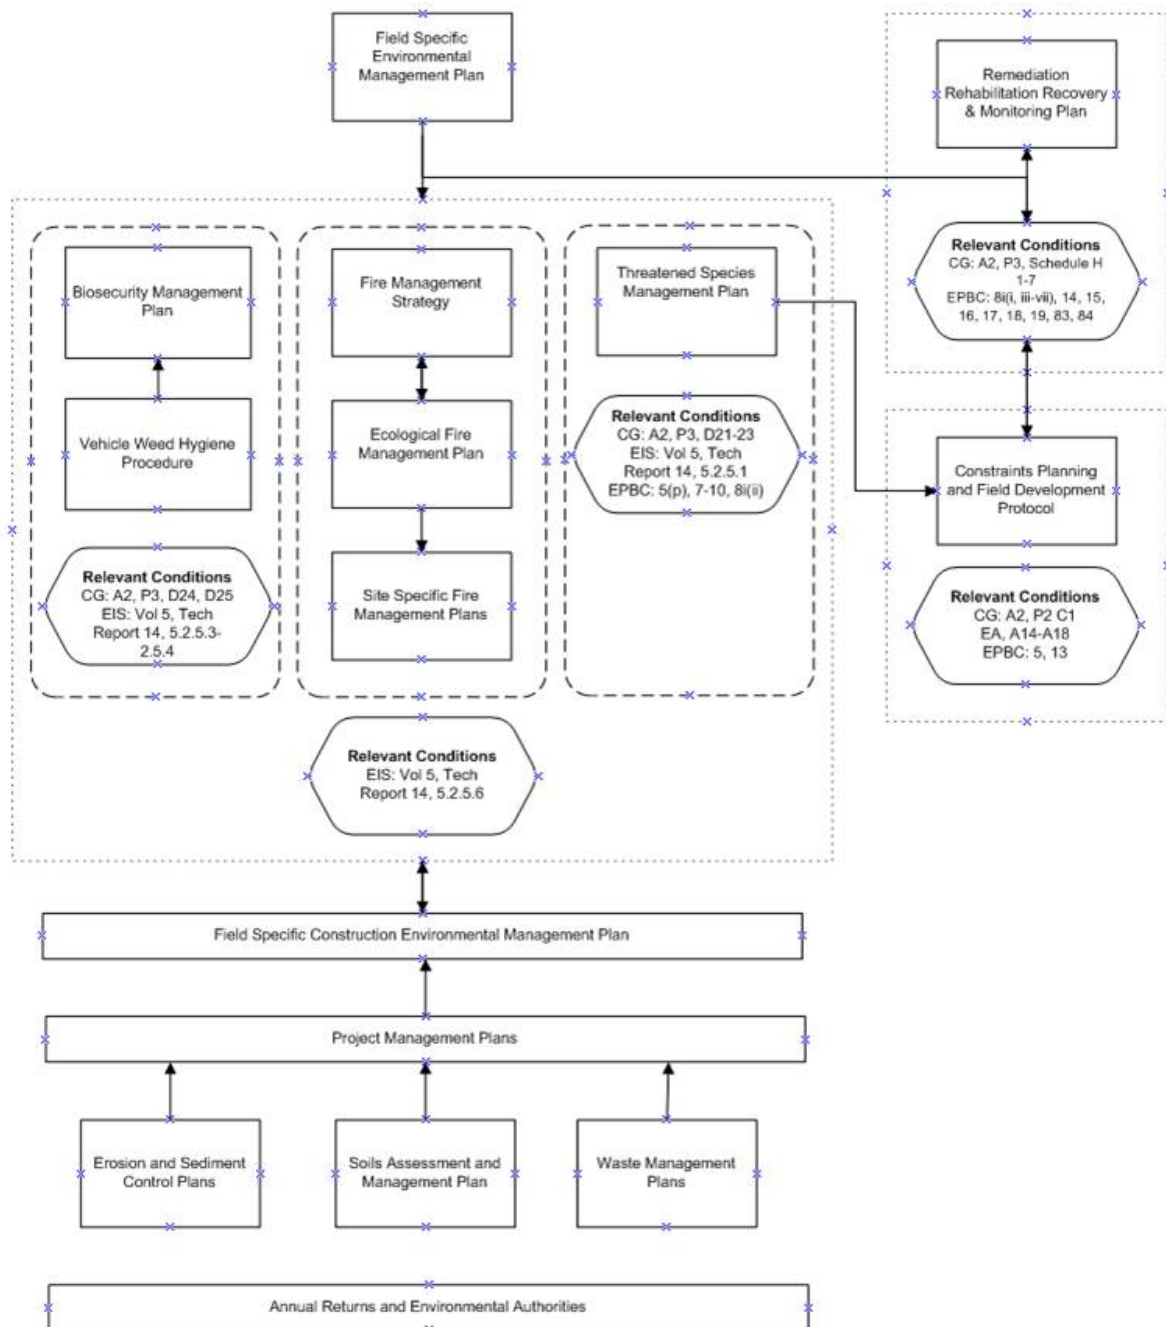 Field Specific
Environmental
Management Plan
Remediation
Rehabilitation Recovery
& Monitoring Plan
Relevant Conditions
CG: A2, P3, Schedule H
1-7
EPBC: 8i(i, iii-vii), 14, 15,
16, 17, 18, 19, 83, 84
Biosecurity Management
Plan
Vehicle Weed Hygiene
Procedure
Relevant Conditions
CG: A2, P3, D24, D25
EIS: Vol 5, Tech
Report 14, 5.2.5.3-
2.5.4
Fire Management
Strategy
Ecological Fire
Management Plan
Site Specific Fire
Management Plans
Threatened Species
Management Plan
Relevant Conditions
CG: A2, P3, D21-23
EIS: Vol 5, Tech
Report 14, 5.2.5.1
EPBC: 5(p), 7-10, 8i(ii)
Constraints Planning
and Field Development
Protocol
Relevant Conditions
CG: A2, P2 C1
EA, A14-A18
EPBC: 5, 13
Relevant Conditions
EIS: Vol 5, Tech
Report 14, 5.2.5.6
Field Specific Construction Environmental Management Plan
Project Management Plans
Erosion and Sediment
Control Plans
Soils Assessment and
Management Plan
Waste Management
Plans
Annual Returns and Environmental Authorities